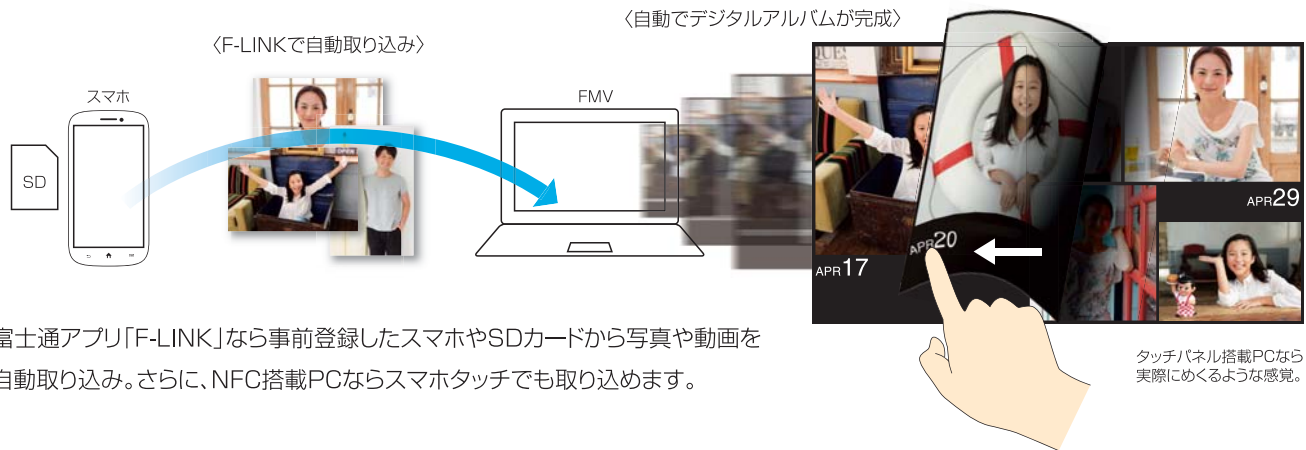 〈自動でデジタルアルバムが完成〉
〈F-LINKで自動取り込み〉
スマホ
FMV
SD
OPEN
APR17
APR20
APR29
富士通アプリ「F-LINK」なら事前登録したスマホやSDカードから写真や動画を
自動取り込み。さらに、NFC搭載PCならスマホタッチでも取り込めます。
タッチパネル搭載PCなら
実際にめくるような感覚。